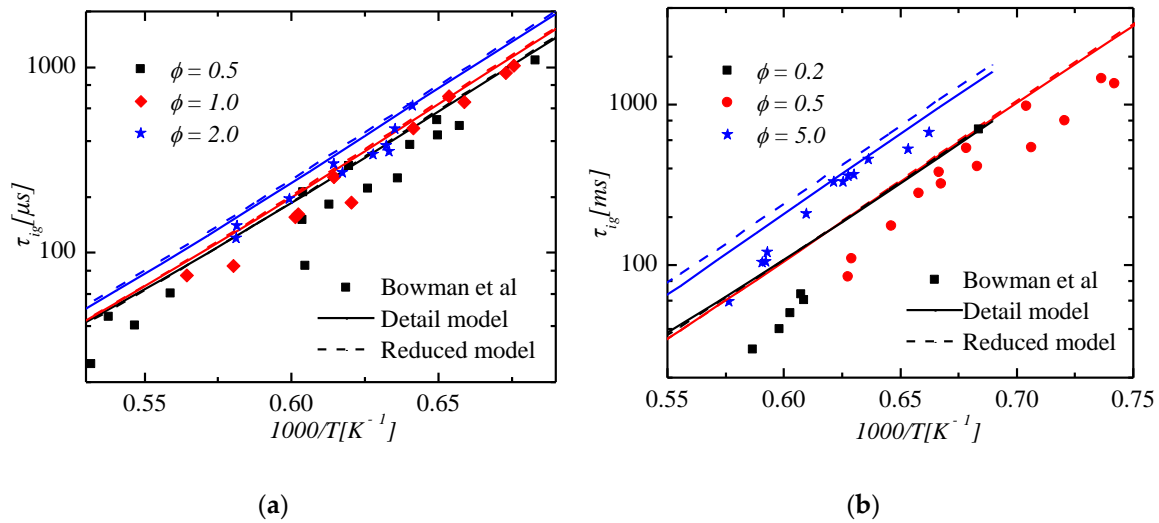 1000
100
τig[μs]
ϕ = 0.5
ϕ = 1.0
ϕ = 2.0
Bowman et al
Detail model
Reduced model
0.55 0.60 0.65
1000/T[K-1]
(a)
1000
100
τig[ms]
ϕ = 0.2
ϕ = 0.5
ϕ = 5.0
Bowman et al
Detail model
Reduced model
0.55 0.60 0.65 0.70 0.75
1000/T[K-1]
(b)